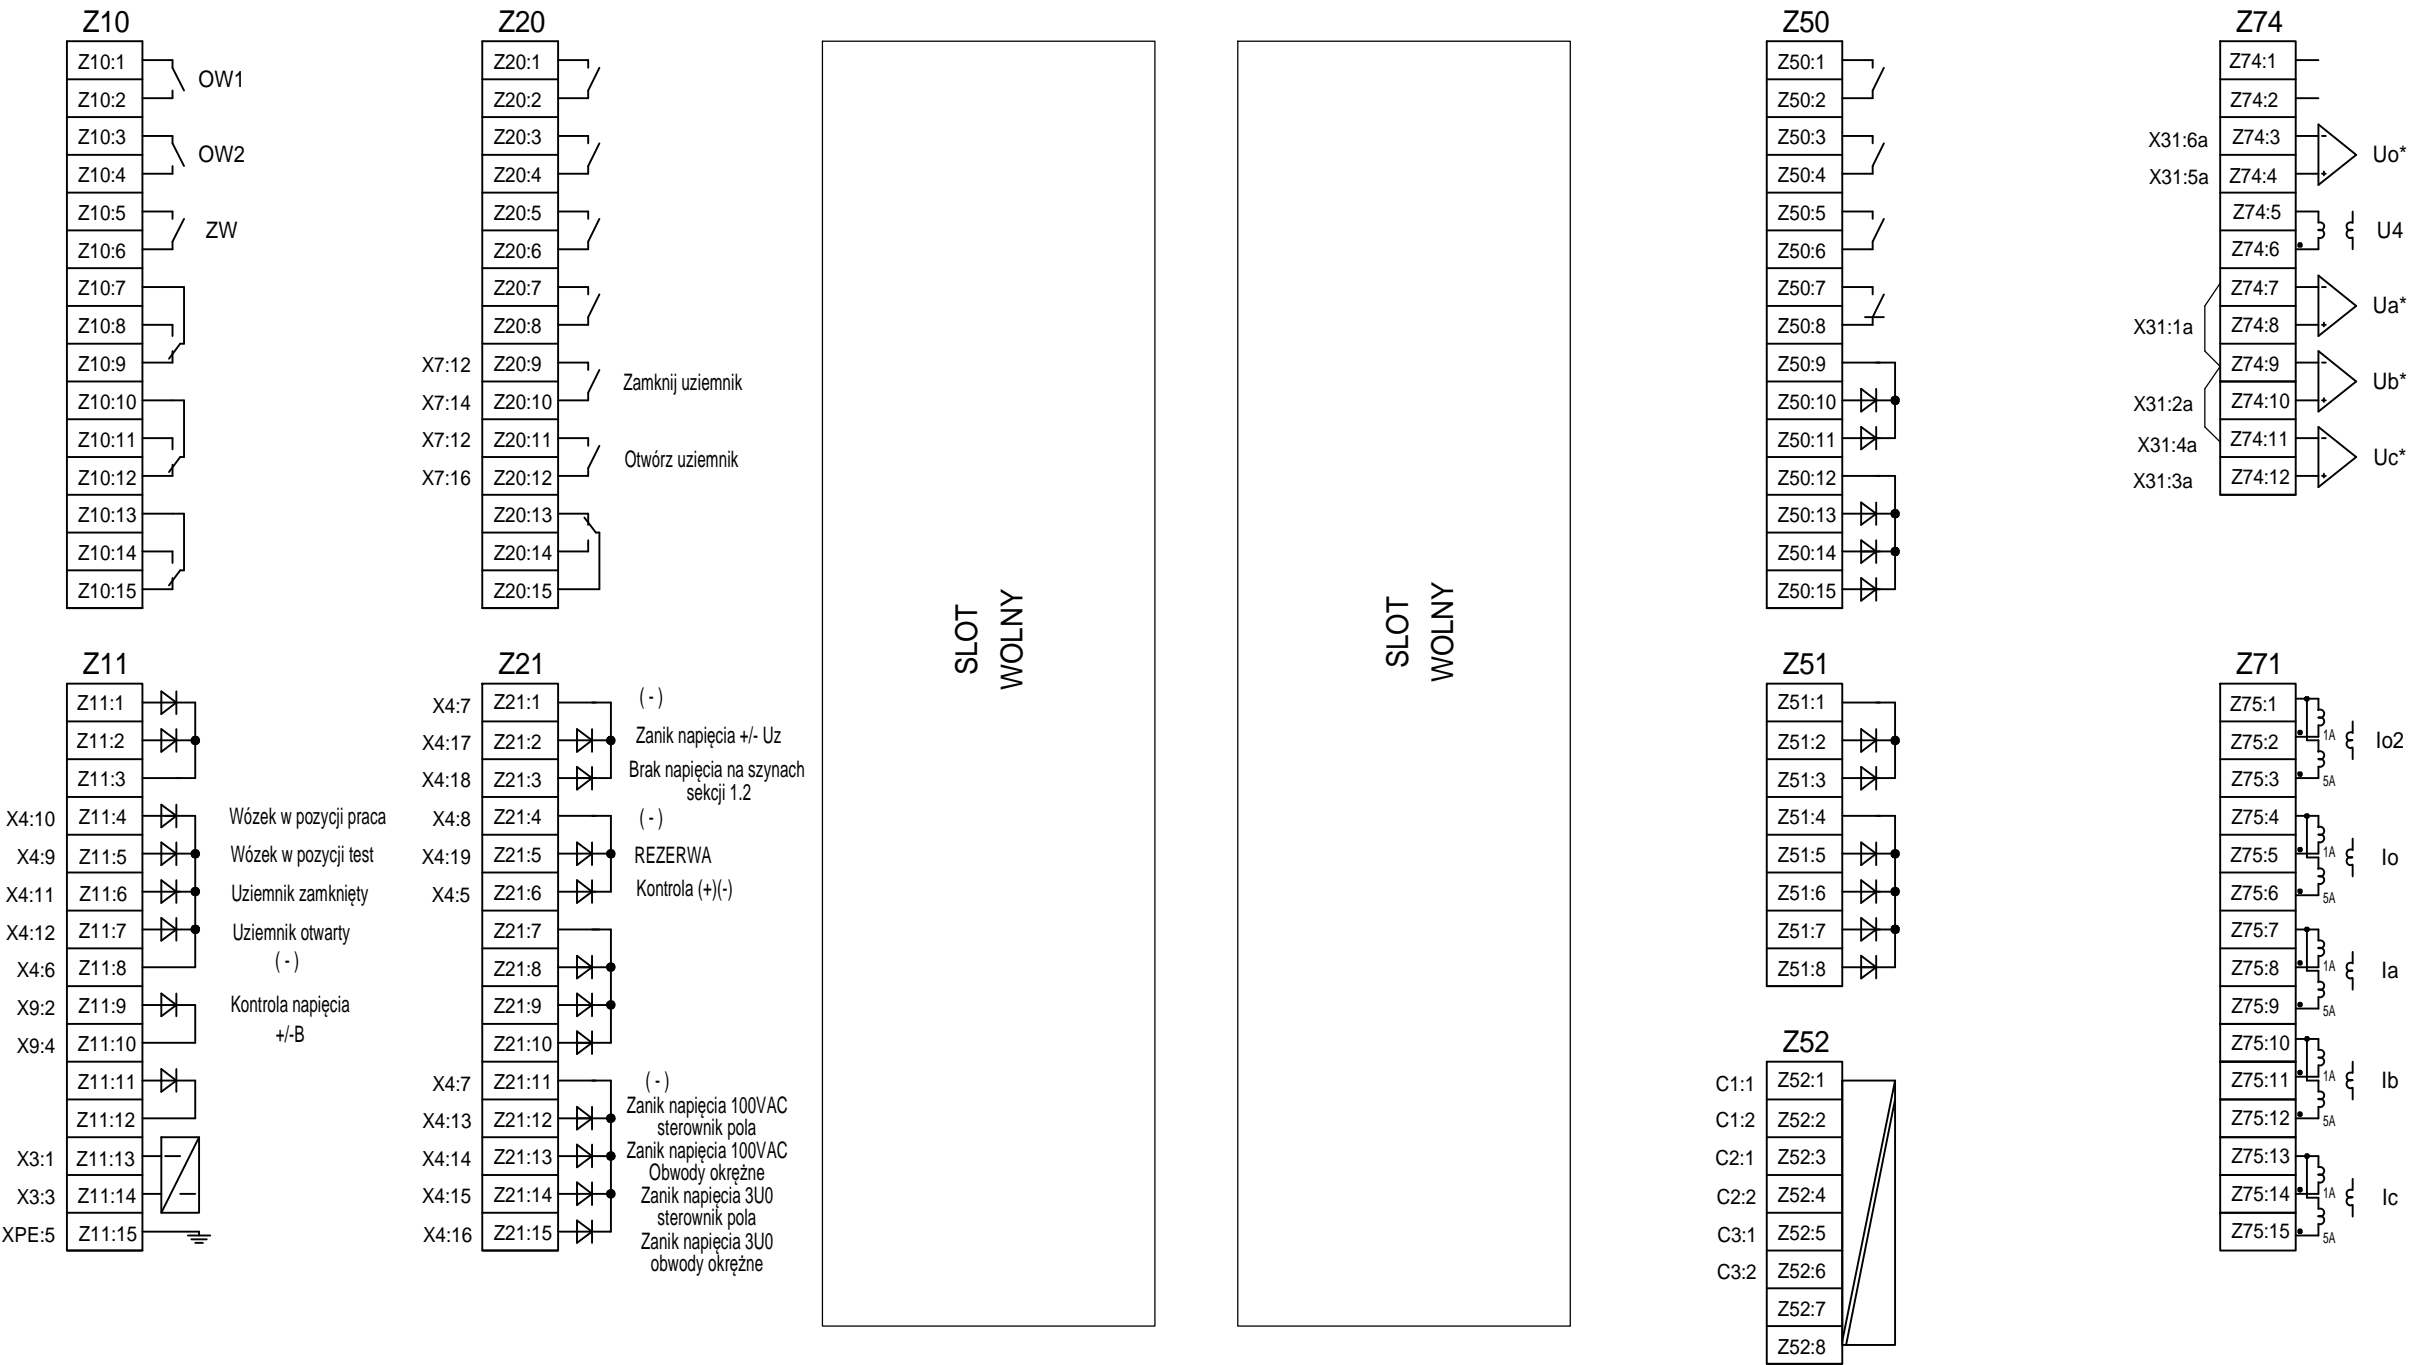 Z10
Z10:1
OW1
Z10:2
Z10:3
OW2
Z10:4
Z10:5
ZW
Z10:6
Z10:7
Z10:8
Z10:9
Z10:10
Z10:11
Z10:12
Z10:13
Z10:14
Z10:15
Z11
Z11:1
Z11:2
Z11:3
X4:10 Z11:4 Wózek w pozycji praca
X4:9 Z11:5 Wózek w pozycji test
X4:11 Z11:6 Uziemnik zamknięty
X4:12 Z11:7 Uziemnik otwarty
X4:6 Z11:8 ( - )
X9:2 Z11:9 Kontrola napięcia
+/-B
X9:4 Z11:10
Z11:11
Z11:12
X3:1 Z11:13
X3:3 Z11:14
XPE:5 Z11:15
Z20
Z20:1
Z20:2
Z20:3
Z20:4
Z20:5
Z20:6
Z20:7
Z20:8
X7:12 Z20:9
Zamknij uziemnik
X7:14 Z20:10
X7:12 Z20:11
Otwórz uziemnik
X7:16 Z20:12
Z20:13
Z20:14
Z20:15
Z21
X4:7 Z21:1 ( - )
X4:17 Z21:2 Zanik napięcia +/- Uz
X4:18 Z21:3 Brak napięcia na szynach
sekcji 1.2
X4:8 Z21:4 ( - )
X4:19 Z21:5 REZERWA
X4:5 Z21:6 Kontrola (+)(-)
Z21:7
Z21:8
Z21:9
Z21:10
X4:7 Z21:11 ( - )
X4:13 Z21:12 Zanik napięcia 100VAC
sterownik pola
X4:14 Z21:13 Zanik napięcia 100VAC
Obwody okrężne
X4:15 Z21:14 Zanik napięcia 3U0
sterownik pola
X4:16 Z21:15 Zanik napięcia 3U0
obwody okrężne
SLOT
WOLNY
SLOT
WOLNY
Z50
Z50:1
Z50:2
Z50:3
Z50:4
Z50:5
Z50:6
Z50:7
Z50:8
Z50:9
Z50:10
Z50:11
Z50:12
Z50:13
Z50:14
Z50:15
Z51
Z51:1
Z51:2
Z51:3
Z51:4
Z51:5
Z51:6
Z51:7
Z51:8
Z52
C1:1 Z52:1
C1:2 Z52:2
C2:1 Z52:3
C2:2 Z52:4
C3:1 Z52:5
C3:2 Z52:6
Z52:7
Z52:8
Z74
Z74:1
Z74:2
X31:6a Z74:3 -
Uo*
X31:5a Z74:4 +
Z74:5
U4
Z74:6
Z74:7 -
Ua*
X31:1a Z74:8 +
Z74:9 -
Ub*
X31:2a Z74:10 +
X31:4a Z74:11 -
Uc*
X31:3a Z74:12 +
Z71
Z75:1
Z75:2 1A Io2
Z75:3 5A
Z75:4
Z75:5 1A Io
Z75:6 5A
Z75:7
Z75:8 1A Ia
Z75:9 5A
Z75:10
Z75:11 1A Ib
Z75:12 5A
Z75:13
Z75:14 1A Ic
Z75:15 5A